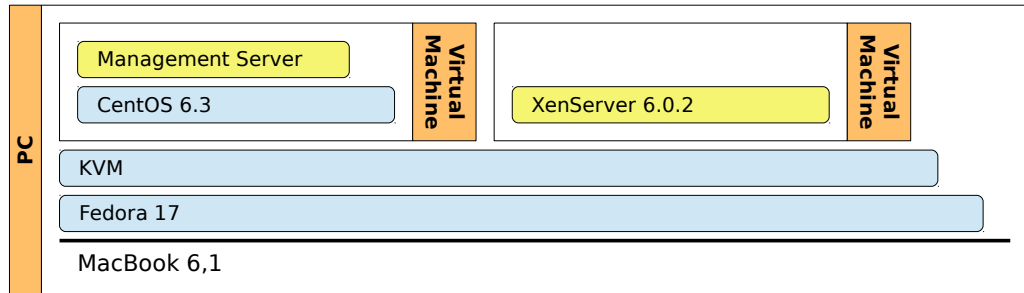 PC
Management Server
CentOS 6.3
Virtual
Machine
XenServer 6.0.2
Virtual
Machine
KVM
Fedora 17
MacBook 6,1